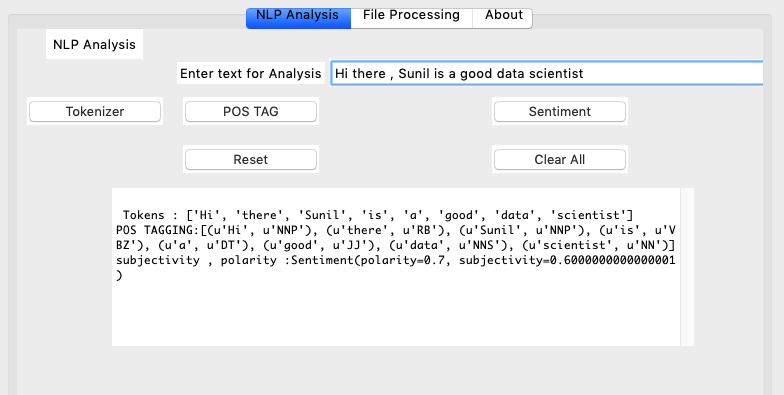 NLP Analysis File Processing About
NLP Analysis
Enter text for Analysis Hi there , Sunil is a good data scientist
Tokenizer POS TAG Sentiment
Reset Clear All
Tokens : ['Hi', 'there', 'Sunil', 'is', 'a', 'good', 'data', 'scientist']
POS TAGGING:[(u'Hi', u'NNP'), (u'there', u'RB'), (u'Sunil', u'NNP'), (u'is', u'V
BZ'), (u'a', u'DT'), (u'good', u'JJ'), (u'data', u'NNS'), (u'scientist', u'NN')]
subjectivity , polarity :Sentiment(polarity=0.7, subjectivity=0.6000000000000001
)